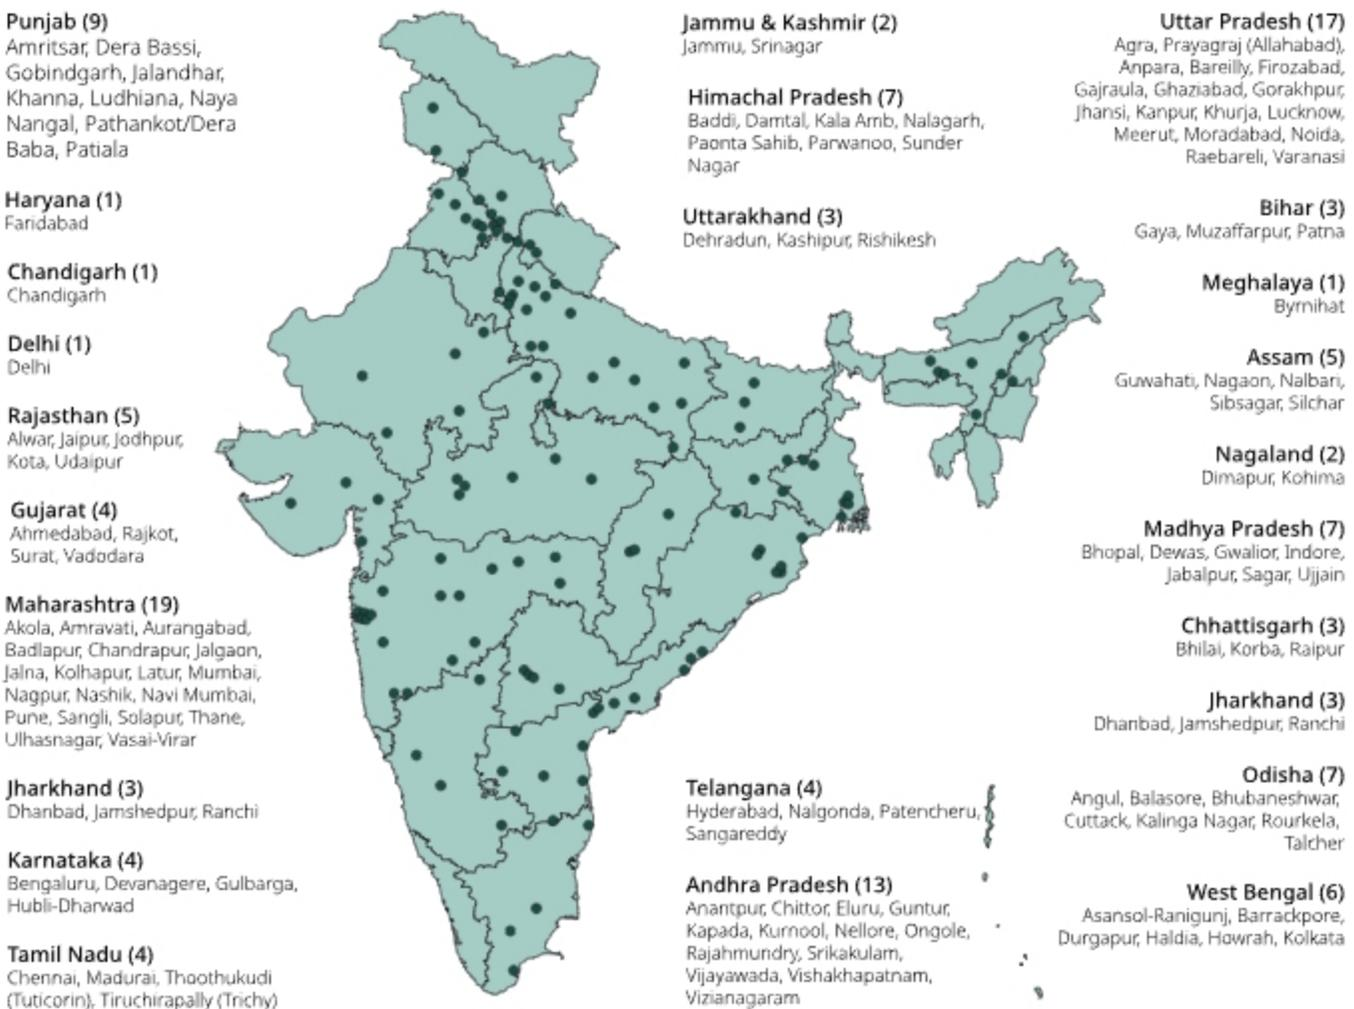 Punjab (9)
Amritsar, Dera Bassi,
Gobindgarh, Jalandhar,
Khanna, Ludhiana, Naya
Nangal, Pathankot/Dera
Baba, Patiala
Haryana (1)
Faridabad
Chandigarh (1)
Chandigarh
Delhi (1)
Delhi
Rajasthan (5)
Alwar, Jaipur, Jodhpur,
Kota, Udaipur
Gujarat (4)
Ahmedabad, Rajkot,
Surat, Vadodara
Maharashtra (19)
Akola, Amravati, Aurangabad,
Badlapur, Chandrapur, Jalgaon,
Jalna, Kolhapur, Latur, Mumbai,
Nagpur, Nashik, Navi Mumbai,
Pune, Sangli, Solapur, Thane,
Ulhasnagar, Vasai-Virar
Jharkhand (3)
Dhanbad, Jamshedpur, Ranchi
Karnataka (4)
Bengaluru, Devanagere, Gulbarga,
Hubli-Dharwad
Tamil Nadu (4)
Chennai, Madurai, Thoothukudi
(Tuticorin), Tiruchirapally (Trichy)
Jammu & Kashmir (2)
Jammu, Srinagar
Himachal Pradesh (7)
Baddi, Damtal, Kala Amb, Nalagarh,
Paonta Sahib, Parwanoo, Sunder
Nagar
Uttarakhand (3)
Dehradun, Kashipur, Rishikesh
Telangana (4)
Hyderabad, Nalgonda, Patencheru,
Sangareddy
Andhra Pradesh (13)
Anantpur, Chittor, Eluru, Guntur,
Kapada, Kurnool, Nellore, Ongole,
Rajahmundry, Srikakulam,
Vijayawada, Vishakhapatnam,
Vizianagaram
Uttar Pradesh (17)
Agra, Prayagraj (Allahabad),
Anpara, Bareilly, Firozabad,
Gajraula, Ghaziabad, Gorakhpur,
Jhansi, Kanpur, Khurja, Lucknow,
Meerut, Moradabad, Noida,
Raebareli, Varanasi
Bihar (3)
Gaya, Muzaffarpur, Patna
Meghalaya (1)
Byrnihat
Assam (5)
Guwahati, Nagaon, Nalbari,
Sibsagar, Silchar
Nagaland (2)
Dimapur, Kohima
Madhya Pradesh (7)
Bhopal, Dewas, Gwalior, Indore,
Jabalpur, Sagar, Ujjain
Chhattisgarh (3)
Bhilai, Korba, Raipur
Jharkhand (3)
Dhanbad, Jamshedpur, Ranchi
Odisha (7)
Angul, Balasore, Bhubaneshwar,
Cuttack, Kalinga Nagar, Rourkela,
Talcher
West Bengal (6)
Asansol-Ranigunj, Barrackpore,
Durgapur, Haldia, Howrah, Kolkata